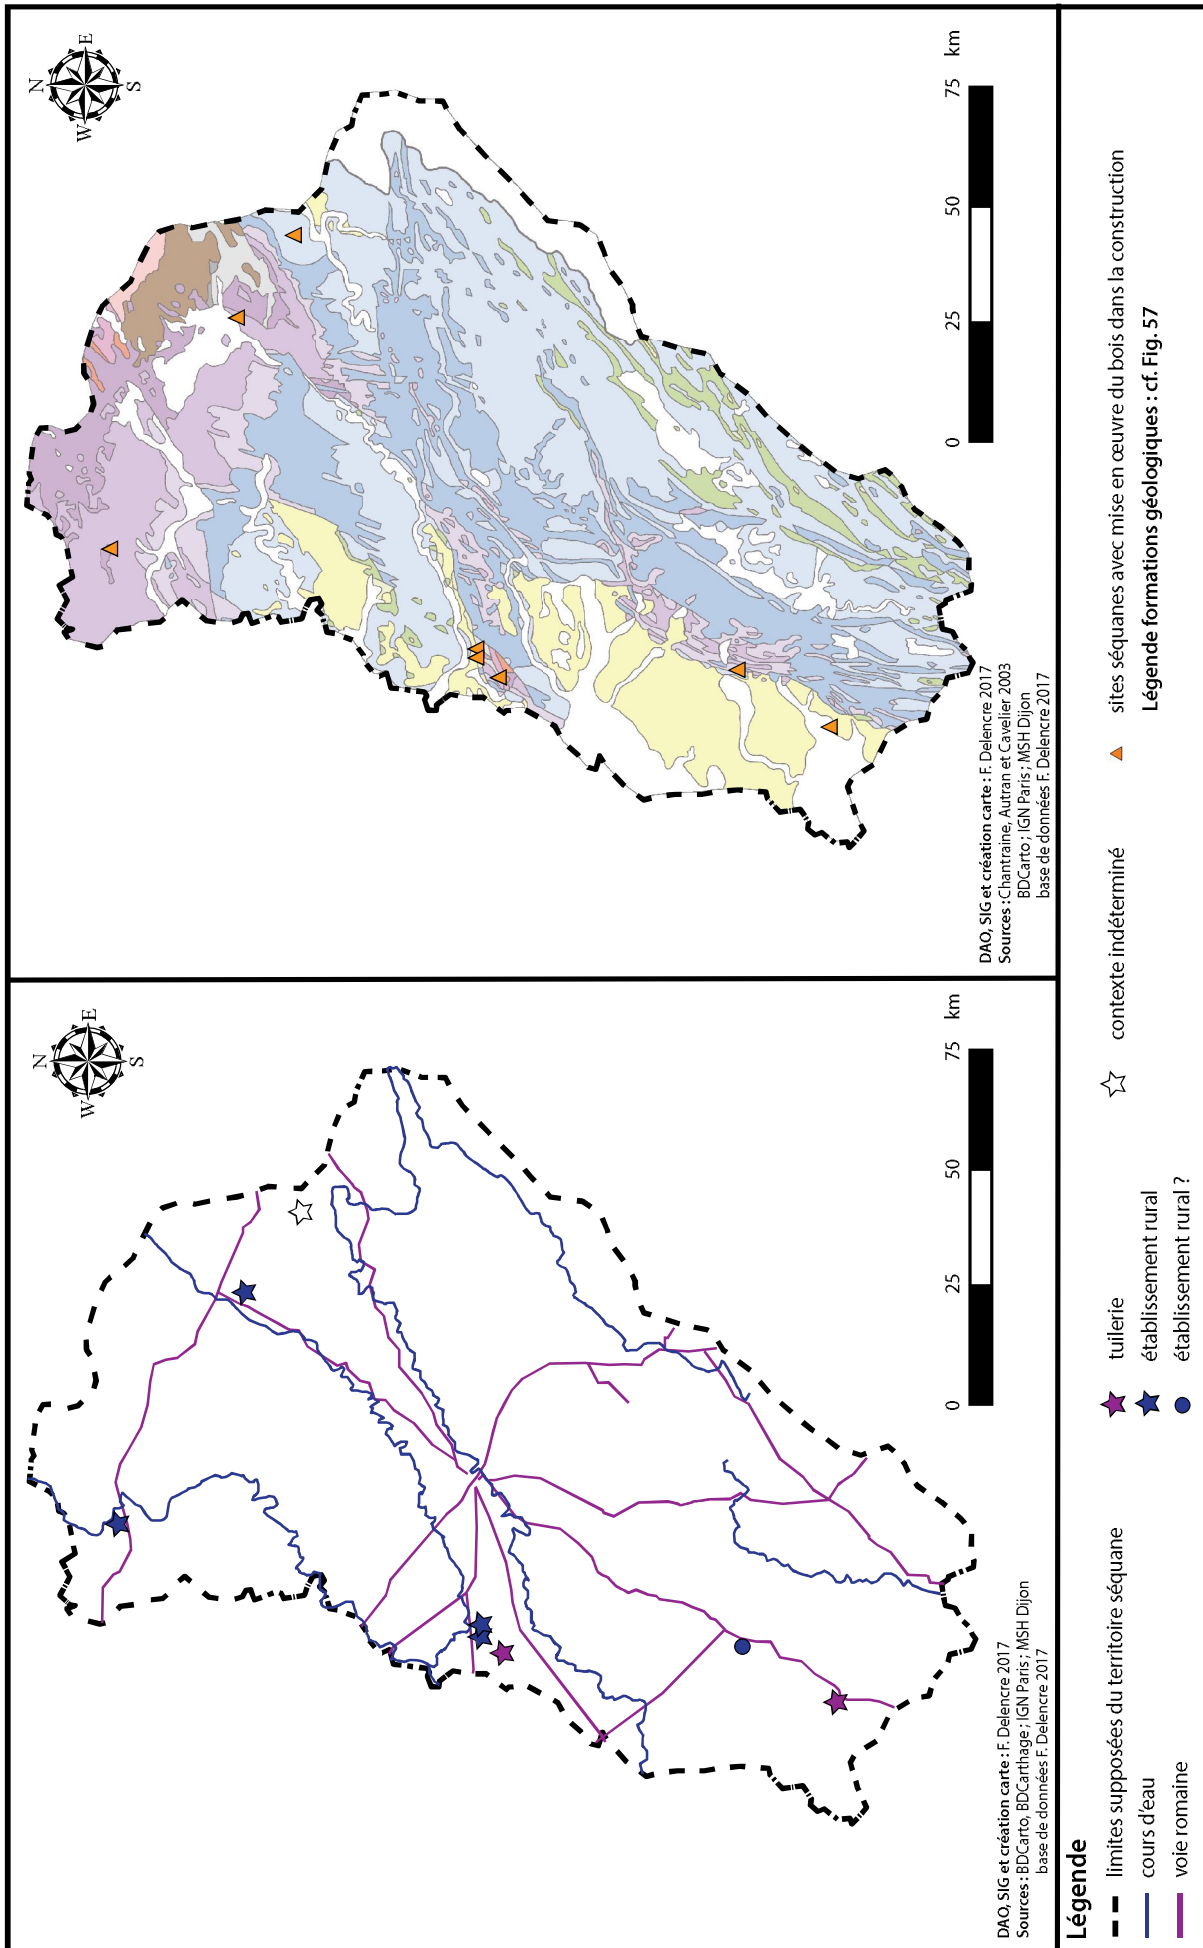 N
E
W
S
0
25
50
75
km
DAO, SIG et création carte : F. Delencre 2017
Sources : BDCarto, BDCarthage ; IGN Paris ; MSH Dijon
base de données F. Delencre 2017
N
E
W
S
0
25
50
75
km
DAO, SIG et création carte : F. Delencre 2017
Sources : Chantraine, Autran et Cavelier 2003
BDCarto ; IGN Paris ; MSH Dijon
base de données F. Delencre 2017
Légende
limites supposées du territoire séquane
cours d'eau
voie romaine
tuilerie
établissement rural
établissement rural ?
contexte indéterminé
sites séquanes avec mise en œuvre du bois dans la construction
Légende formations géologiques : cf. Fig. 57